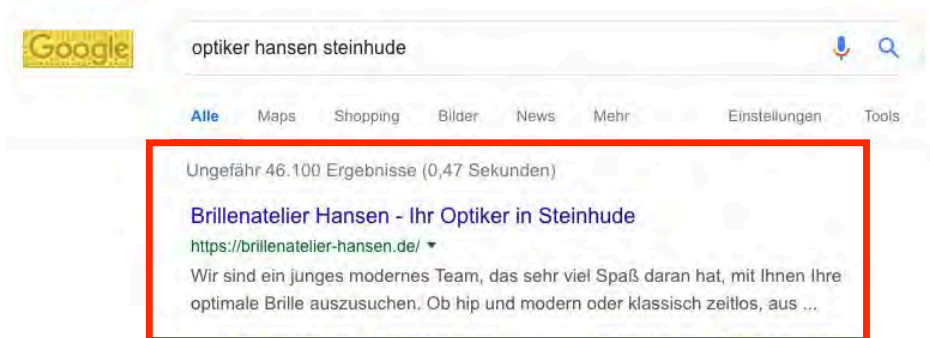 Google
optiker hansen steinhude
Alle Maps Shopping Bilder News Mehr Einstellungen Tools
Ungefähr 46.100 Ergebnisse (0,47 Sekunden)
Brillenatelier Hansen - Ihr Optiker in Steinhude
https://brillenatelier-hansen.de/
Wir sind ein junges modernes Team, das sehr viel Spaß daran hat, mit Ihnen Ihre
optimale Brille auszusuchen. Ob hip und modern oder klassisch zeitlos, aus ...